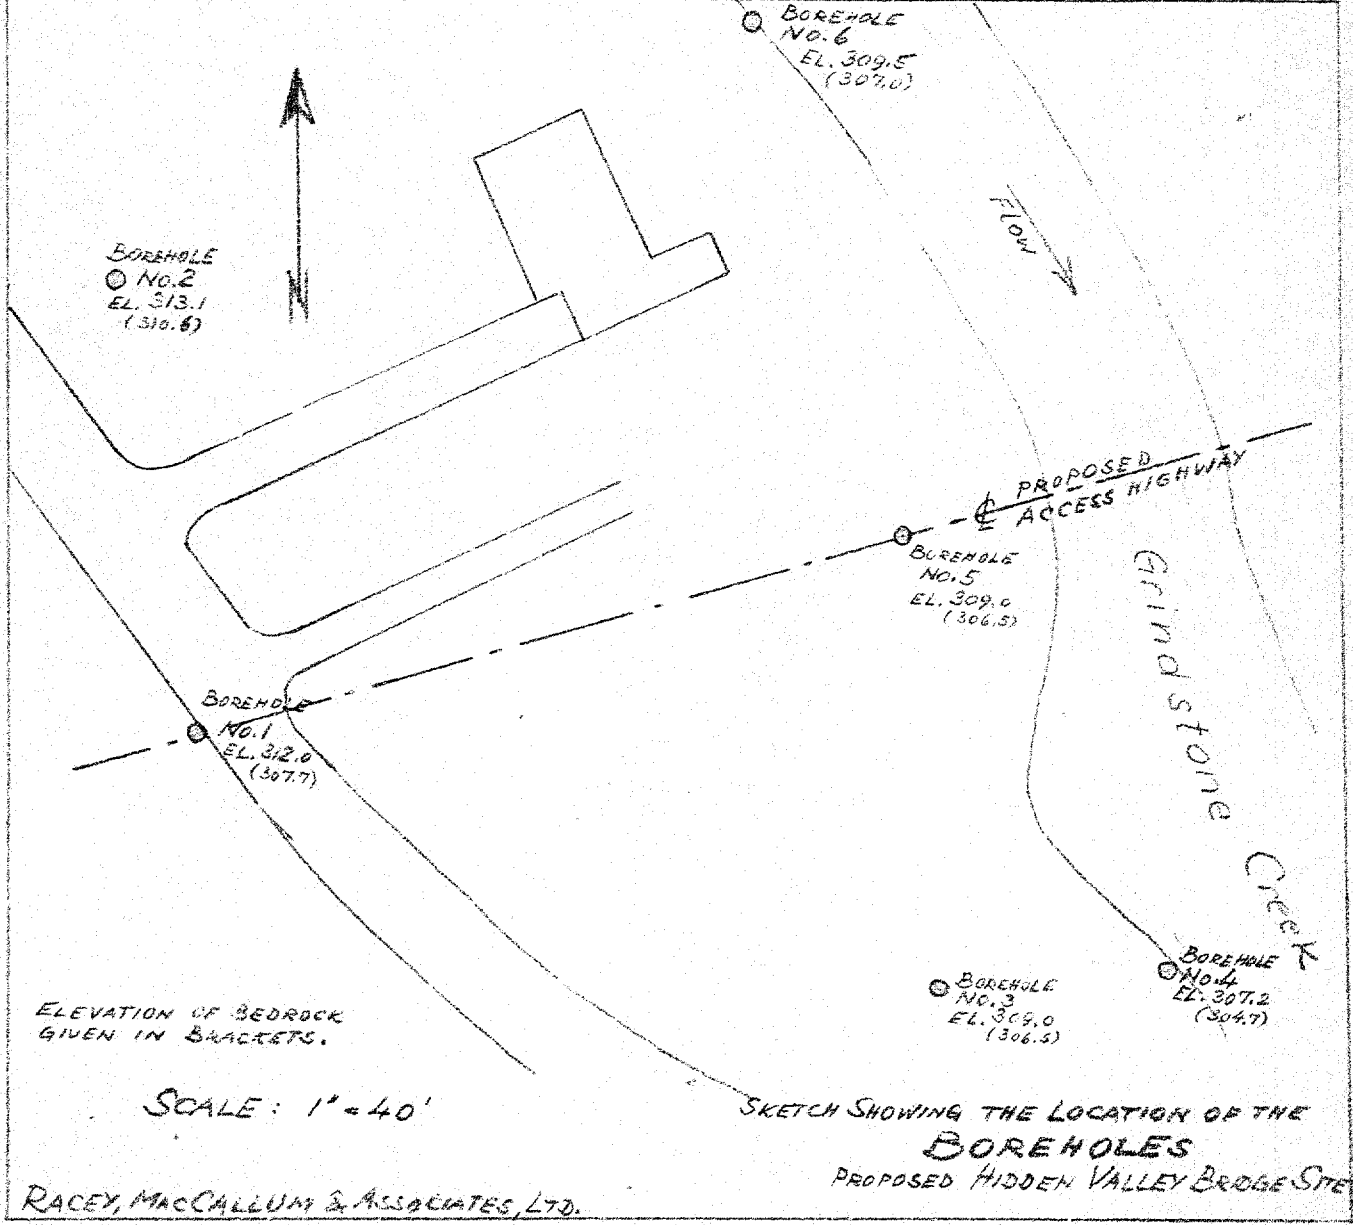 BOREHOLE
No. 6
EL. 309.5
(307.0)
FLOW
BOREHOLE
No. 2
EL. 313.1
(310.6)
N
PROPOSED
ACCESS HIGHWAY
℄
BOREHOLE
No. 5
EL. 309.0
(306.5)
Grindstone Creek
BOREHOLE
No. 1
EL. 312.0
(307.7)
BOREHOLE
No. 4
EL. 307.2
(304.7)
BOREHOLE
No. 3
EL. 309.0
(306.5)
ELEVATION OF BEDROCK
GIVEN IN BRACKETS.
SCALE: 1" = 40'
SKETCH SHOWING THE LOCATION OF THE
BOREHOLES
PROPOSED HIDDEN VALLEY BRIDGE SITE
RACEY, MACCALLUM & ASSOCIATES, LTD.